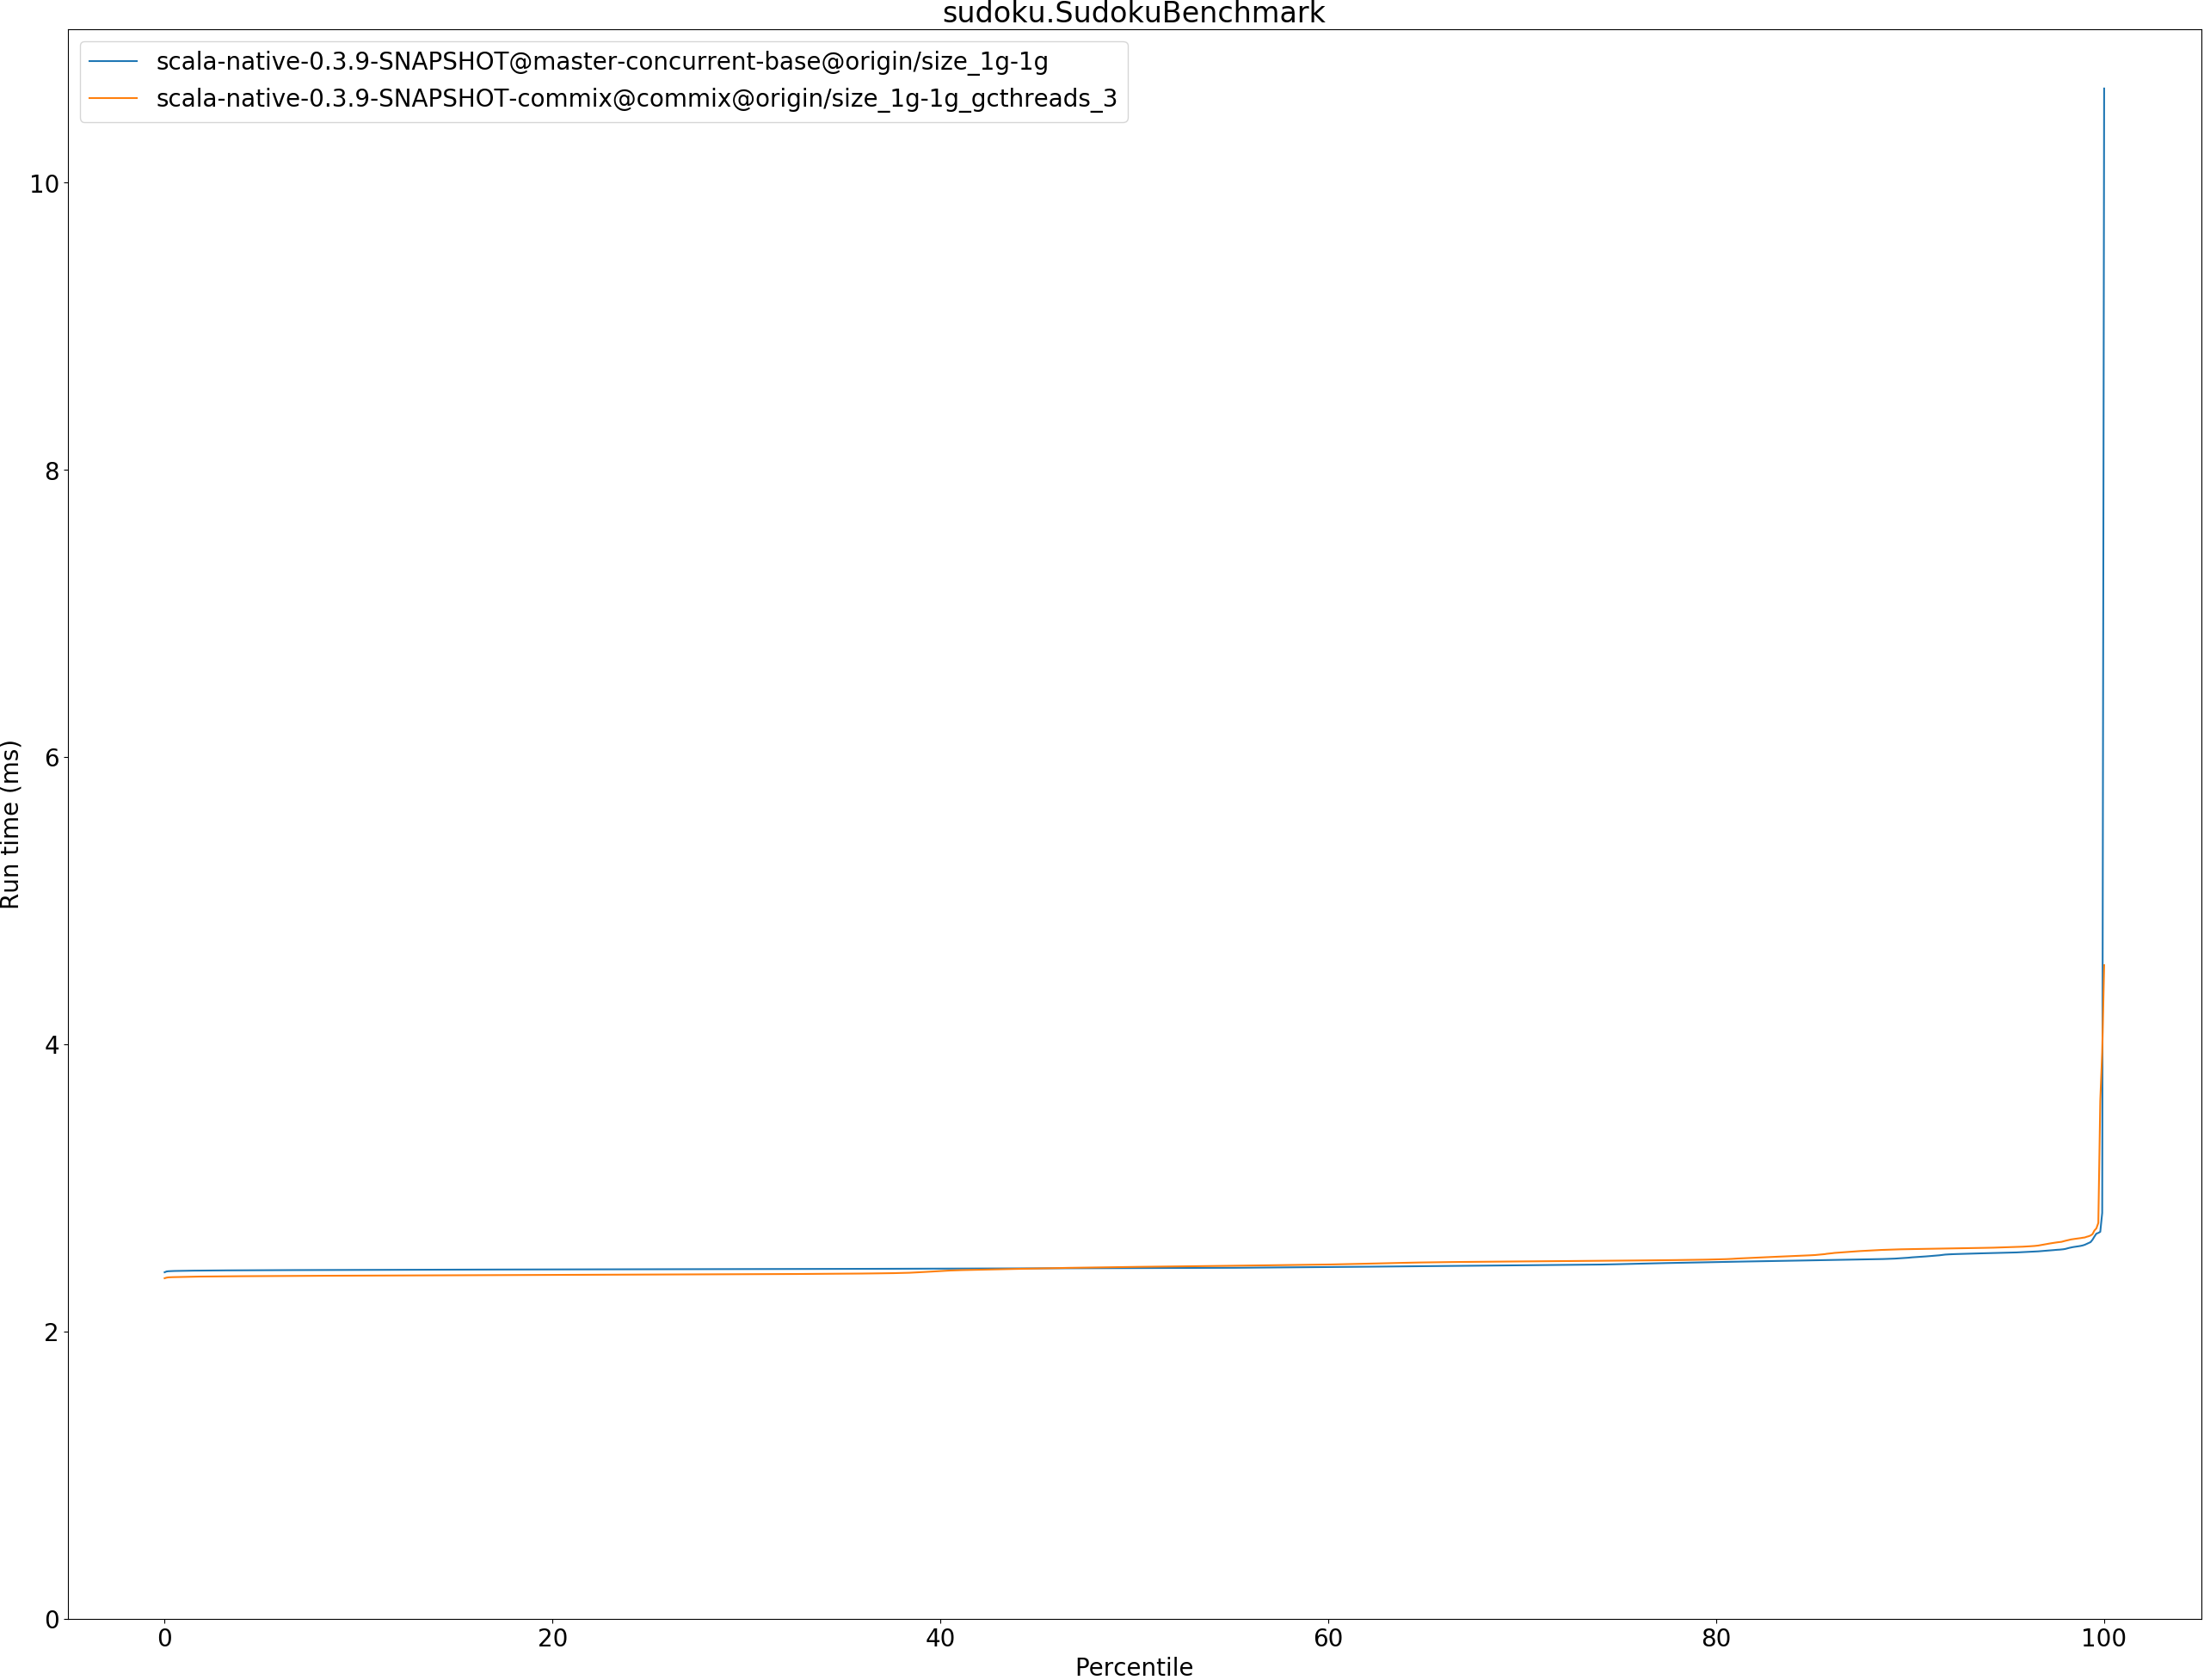 sudoku.SudokuBenchmark
scala-native-0.3.9-SNAPSHOT@master-concurrent-base@origin/size_1g-1g
scala-native-0.3.9-SNAPSHOT-commix@commix@origin/size_1g-1g_gcthreads_3
10
8
6
4
2
0
Run time (ms)
0 20 40 60 80 100
Percentile